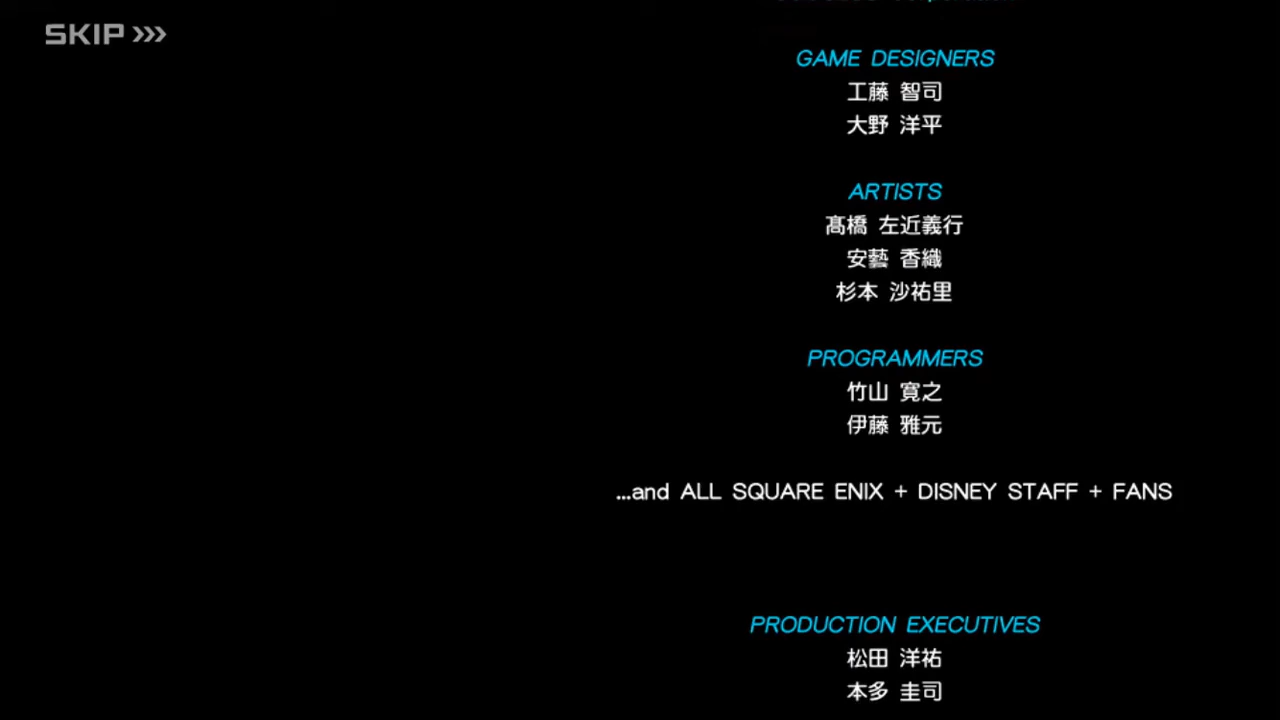 SKIP >>>
GAME DESIGNERS
工藤 智司
大野 洋平
ARTISTS
髙橋 左近義行
安藝 香織
杉本 沙祐里
PROGRAMMERS
竹山 寛之
伊藤 雅元
...and ALL SQUARE ENIX + DISNEY STAFF + FANS
PRODUCTION EXECUTIVES
松田 洋祐
本多 圭司